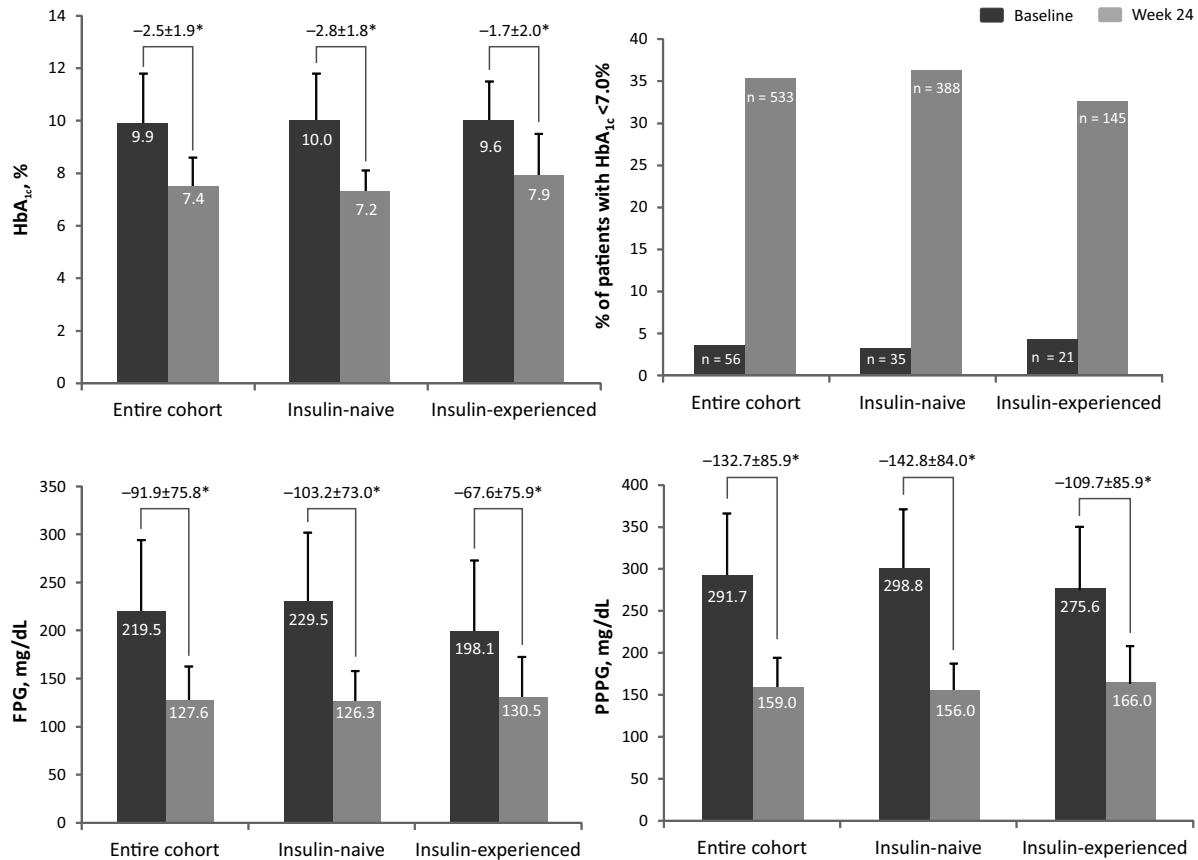 Baseline Week 24
−2.5±1.9* −2.8±1.8* −1.7±2.0*
HbA1c, %
14
12
10
8
6
4
2
0
9.9 7.4 10.0 7.2 9.6 7.9
Entire cohort Insulin-naive Insulin-experienced
% of patients with HbA1c <7.0%
40
35
30
25
20
15
10
5
0
n = 56 n = 533 n = 35 n = 388 n = 21 n = 145
Entire cohort Insulin-naive Insulin-experienced
−91.9±75.8* −103.2±73.0* −67.6±75.9*
FPG, mg/dL
350
300
250
200
150
100
50
0
219.5 127.6 229.5 126.3 198.1 130.5
Entire cohort Insulin-naive Insulin-experienced
−132.7±85.9* −142.8±84.0* −109.7±85.9*
PPPG, mg/dL
400
350
300
250
200
150
100
50
0
291.7 159.0 298.8 156.0 275.6 166.0
Entire cohort Insulin-naive Insulin-experienced